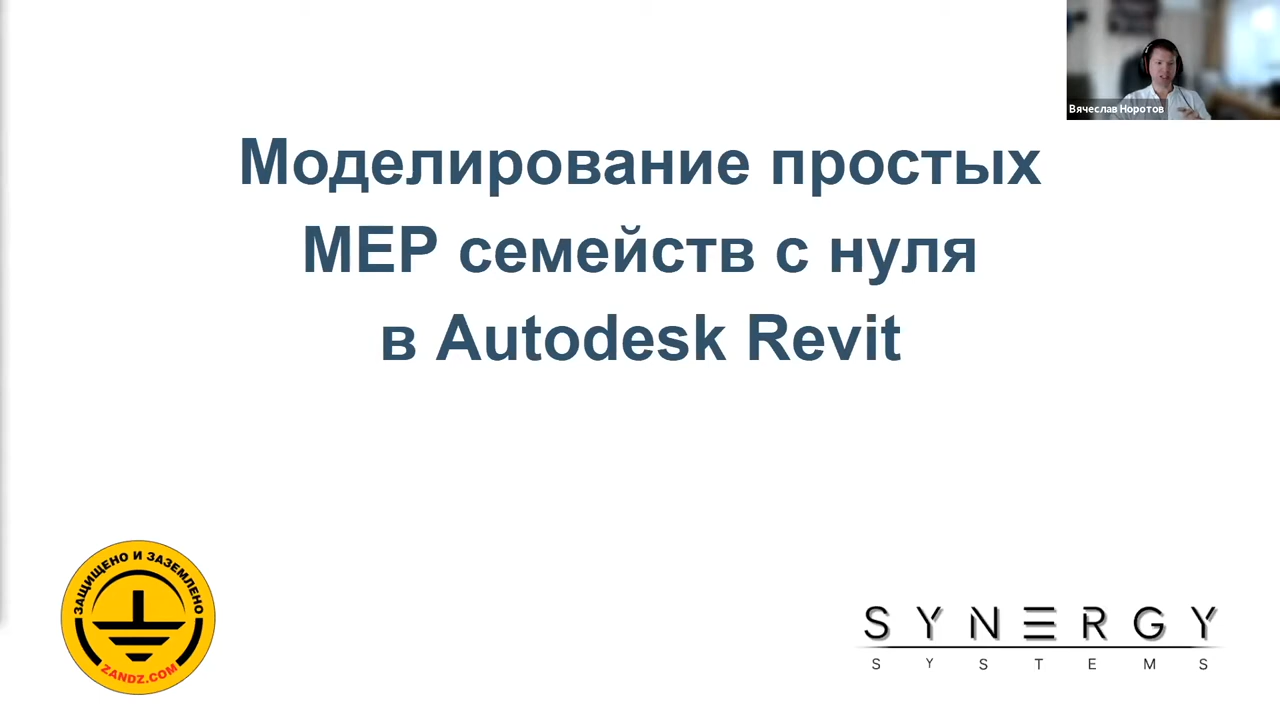 Вячеслав Норотов
Моделирование простых
MEP семейств с нуля
в Autodesk Revit
ЗАЩИЩЕНО И ЗАЗЕМЛЕНО
ZANDZ.COM
SYNERGY
SYSTEMS